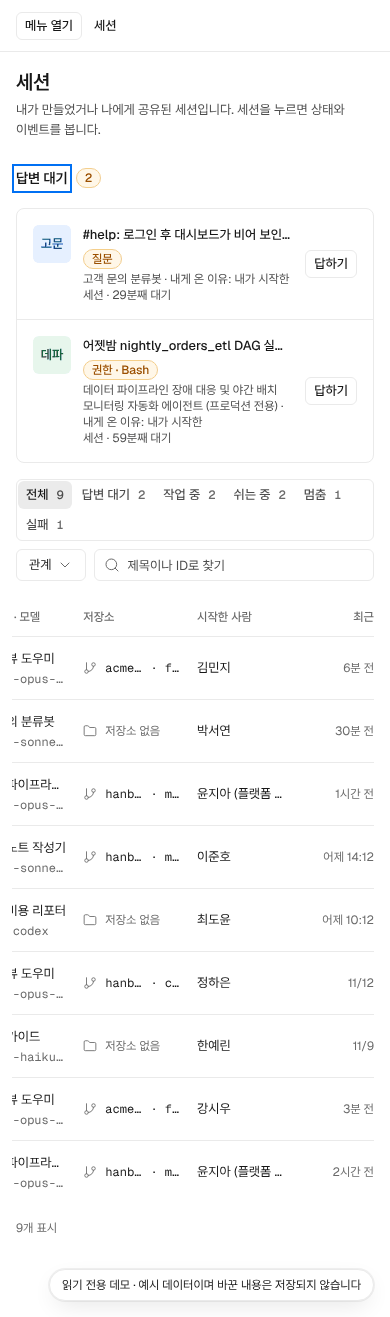 메뉴 열기 세션
세션
내가 만들었거나 나에게 공유된 세션입니다. 세션을 누르면 상태와
이벤트를 봅니다.
답변 대기 2
고문 #help: 로그인 후 대시보드가 비어 보인…
질문
고객 문의 분류봇 · 내게 온 이유: 내가 시작한
세션 · 29분째 대기
답하기
데파 어젯밤 nightly_orders_etl DAG 실…
권한 · Bash
데이터 파이프라인 장애 대응 및 야간 배치
모니터링 자동화 에이전트 (프로덕션 전용) ·
내게 온 이유: 내가 시작한
세션 · 59분째 대기
답하기
전체 9 답변 대기 2 작업 중 2 쉬는 중 2 멈춤 1
실패 1
관계 제목이나 ID로 찾기
· 모델 저장소 시작한 사람 최근
도우미 acme… · f… 김민지 6분 전
-opus-…
분류봇 저장소 없음 박서연 30분 전
-sonne…
파이프라… hanb… · m… 윤지아 (플랫폼 … 1시간 전
-opus-…
노트 작성기 hanb… · m… 이준호 어제 14:12
-sonne…
비용 리포터 저장소 없음 최도윤 어제 10:12
codex
도우미 hanb… · c… 정하은 11/12
-opus-…
가이드 저장소 없음 한예린 11/9
-haiku…
도우미 acme… · f… 강시우 3분 전
-opus-…
파이프라… hanb… · m… 윤지아 (플랫폼 … 2시간 전
-opus-…
9개 표시
읽기 전용 데모 · 예시 데이터이며 바꾼 내용은 저장되지 않습니다